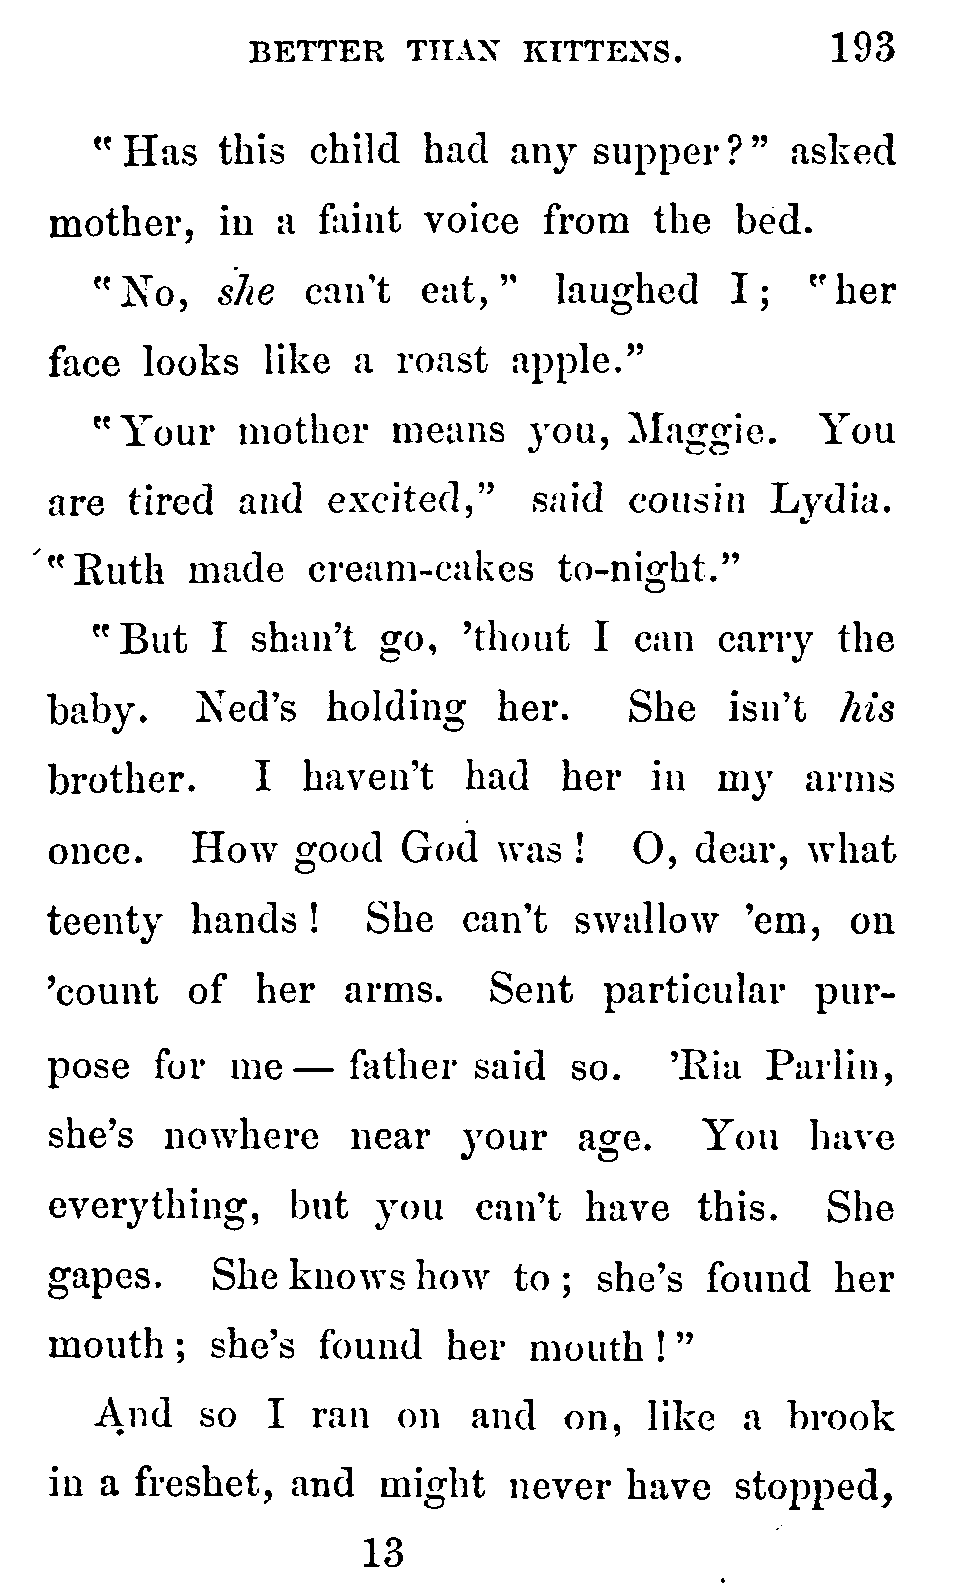 BETTER THAN KITTENS. 193
"Has this child had any supper?" asked
mother, in a faint voice from the bed.
"No, she can't eat," laughed I; "her
face looks like a roast apple."
"Your mother means you, Maggie. You
are tired and excited," said cousin Lydia.
"Ruth made cream-cakes to-night."
"But I shan't go, 'thout I can carry the
baby. Ned's holding her. She isn't his
brother. I haven't had her in my arms
once. How good God was! O, dear, what
teenty hands! She can't swallow 'em, on
'count of her arms. Sent particular pur-
pose for me — father said so. 'Ria Parlin,
she's nowhere near your age. You have
everything, but you can't have this. She
gapes. She knows how to; she's found her
mouth; she's found her mouth!"
And so I ran on and on, like a brook
in a freshet, and might never have stopped,
13